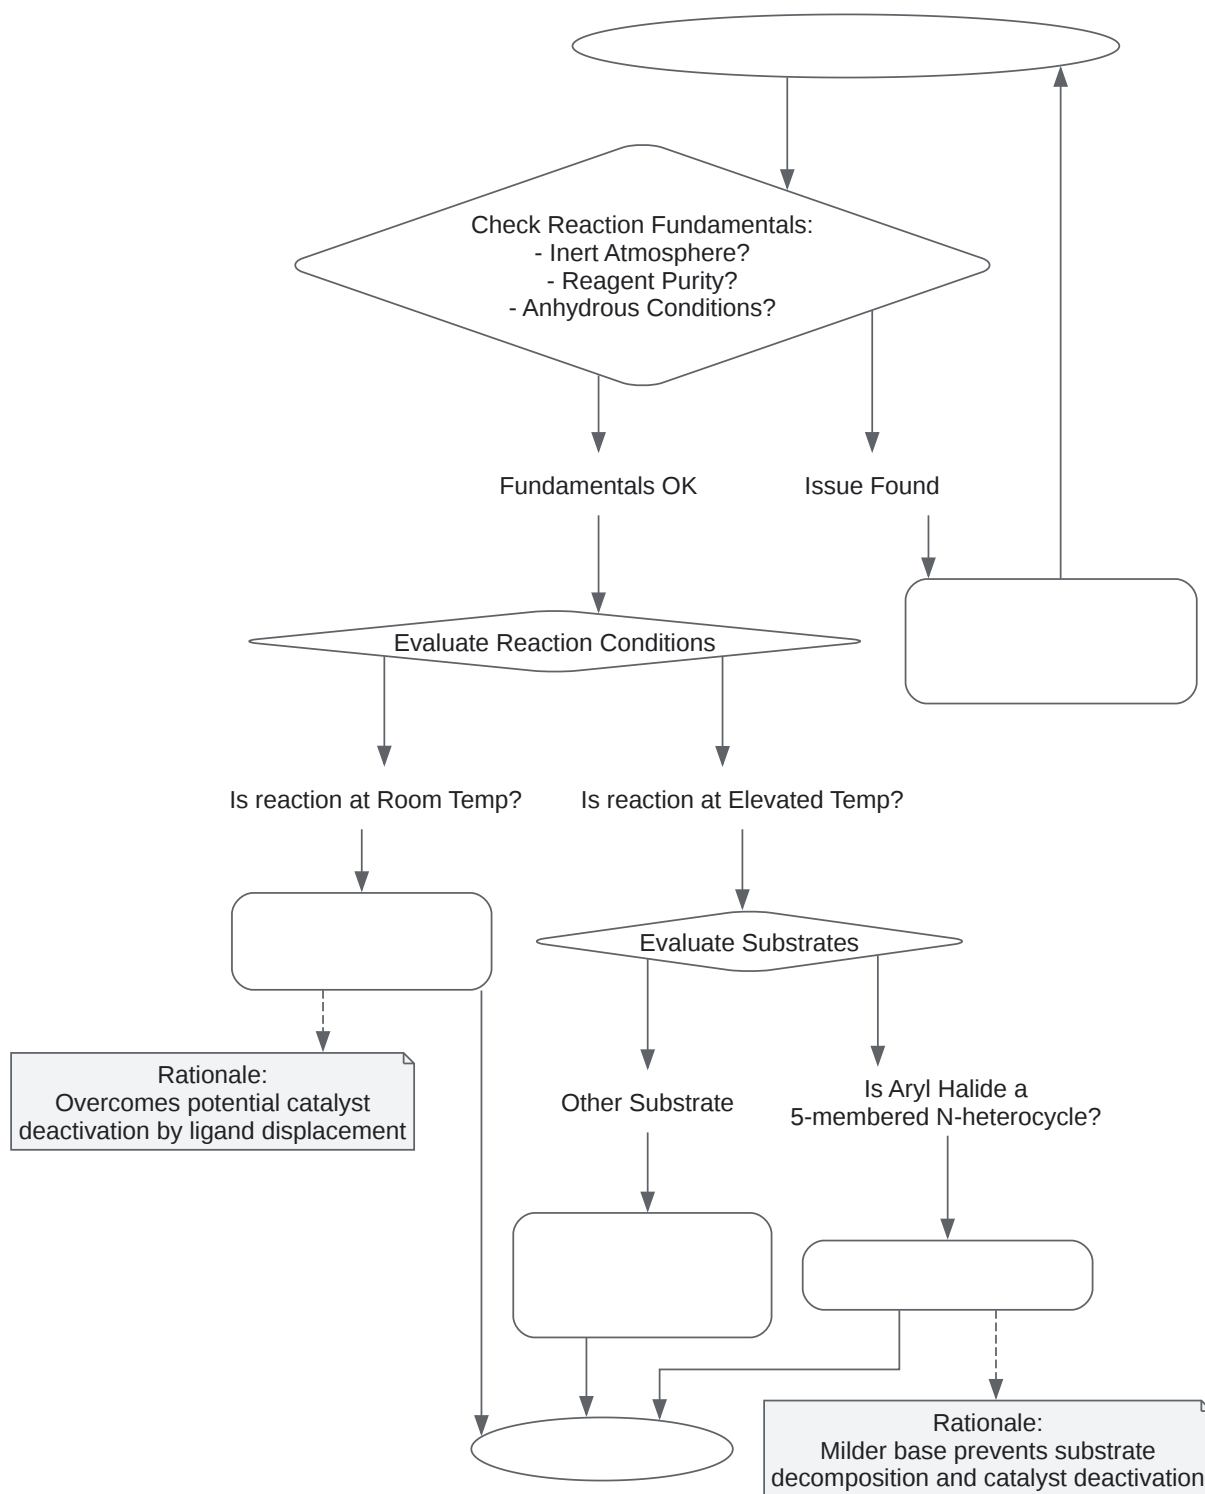 Check Reaction Fundamentals:
- Inert Atmosphere?
- Reagent Purity?
- Anhydrous Conditions?
Fundamentals OK
Issue Found
Evaluate Reaction Conditions
Is reaction at Room Temp?
Is reaction at Elevated Temp?
Evaluate Substrates
Rationale:
Overcomes potential catalyst
deactivation by ligand displacement
Other Substrate
Is Aryl Halide a
5-membered N-heterocycle?
Rationale:
Milder base prevents substrate
decomposition and catalyst deactivation